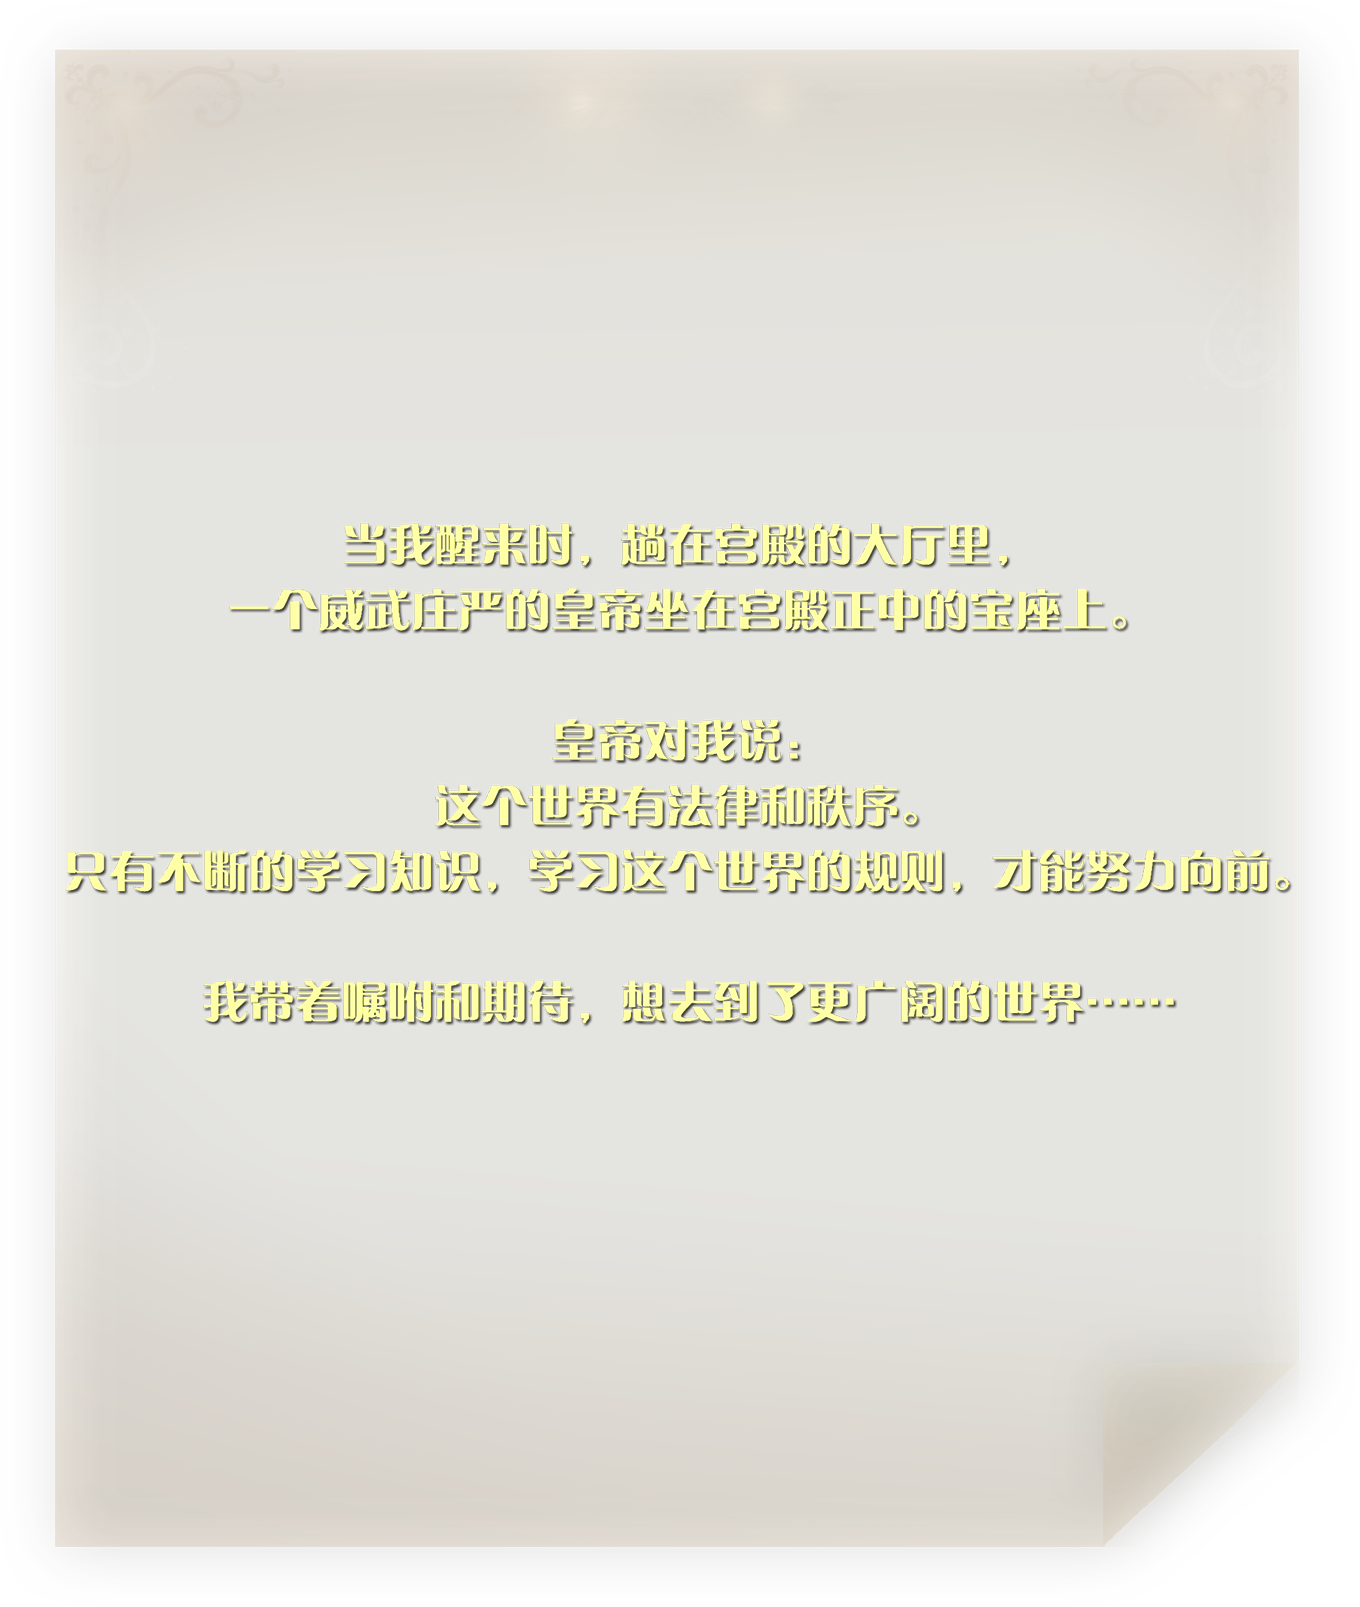 当我醒来时，趟在宫殿的大厅里，
一个威武庄严的皇帝坐在宫殿正中的宝座上。
皇帝对我说：
这个世界有法律和秩序。
只有不断的学习知识，学习这个世界的规则，才能努力向前。
我带着嘱咐和期待，想去到了更广阔的世界……